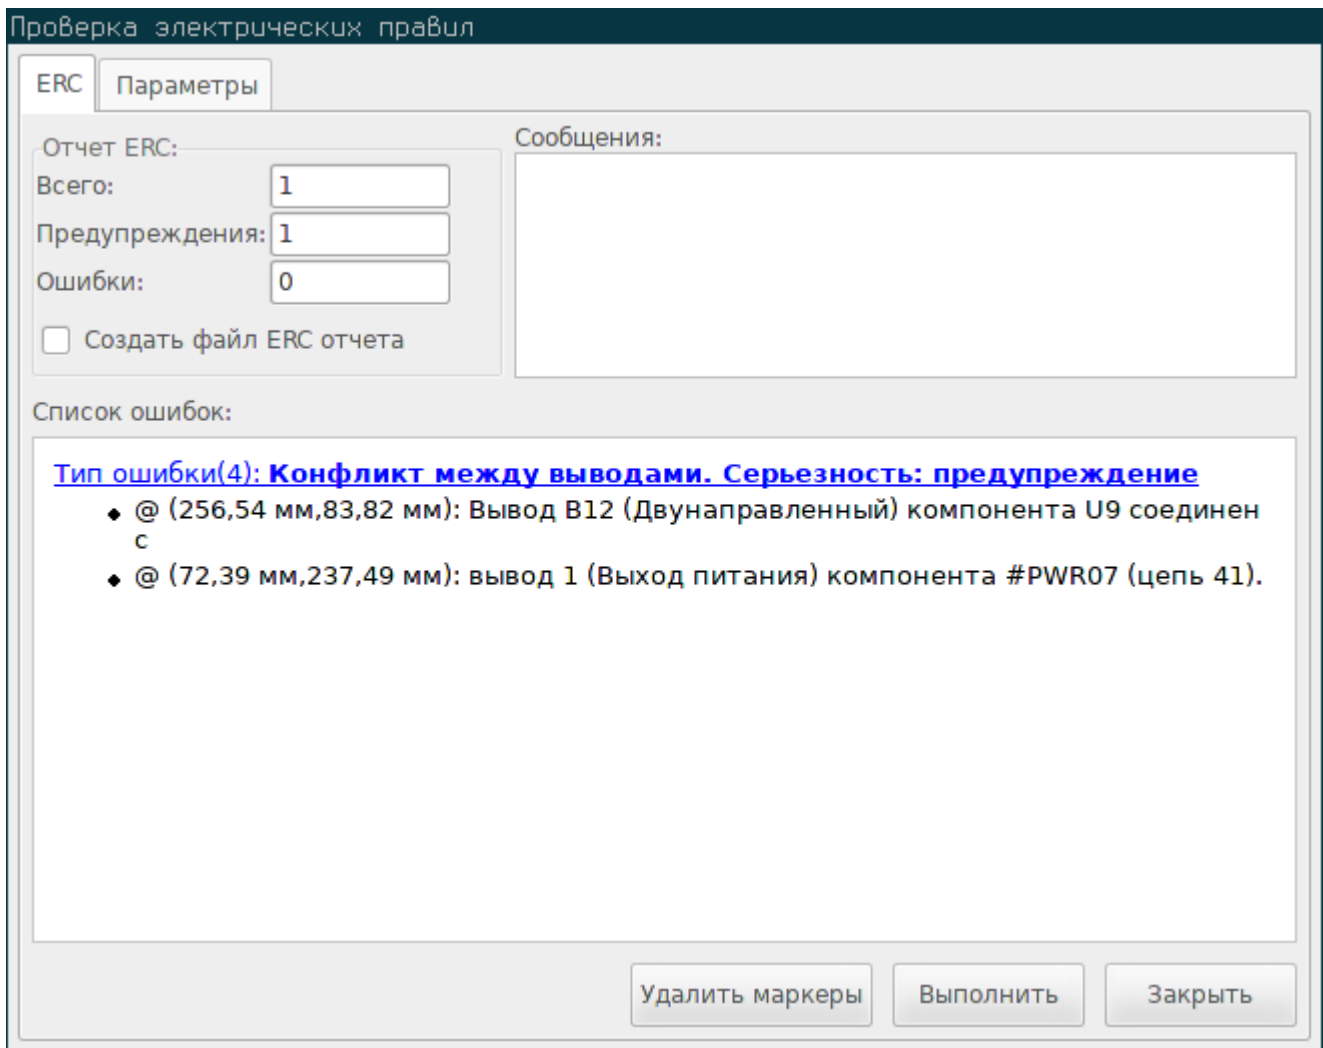 Проверка электрических правил
ERC
Параметры
Отчет ERC:
Всего:
1
Предупреждения:
1
Ошибки:
0
Создать файл ERC отчета
Сообщения:
Список ошибок:
Тип ошибки(4): Конфликт между выводами. Серьезность: предупреждение
@ (256,54 мм,83,82 мм): Вывод B12 (Двунаправленный) компонента U9 соединен
с
@ (72,39 мм,237,49 мм): вывод 1 (Выход питания) компонента #PWR07 (цепь 41).
Удалить маркеры
Выполнить
Закрыть